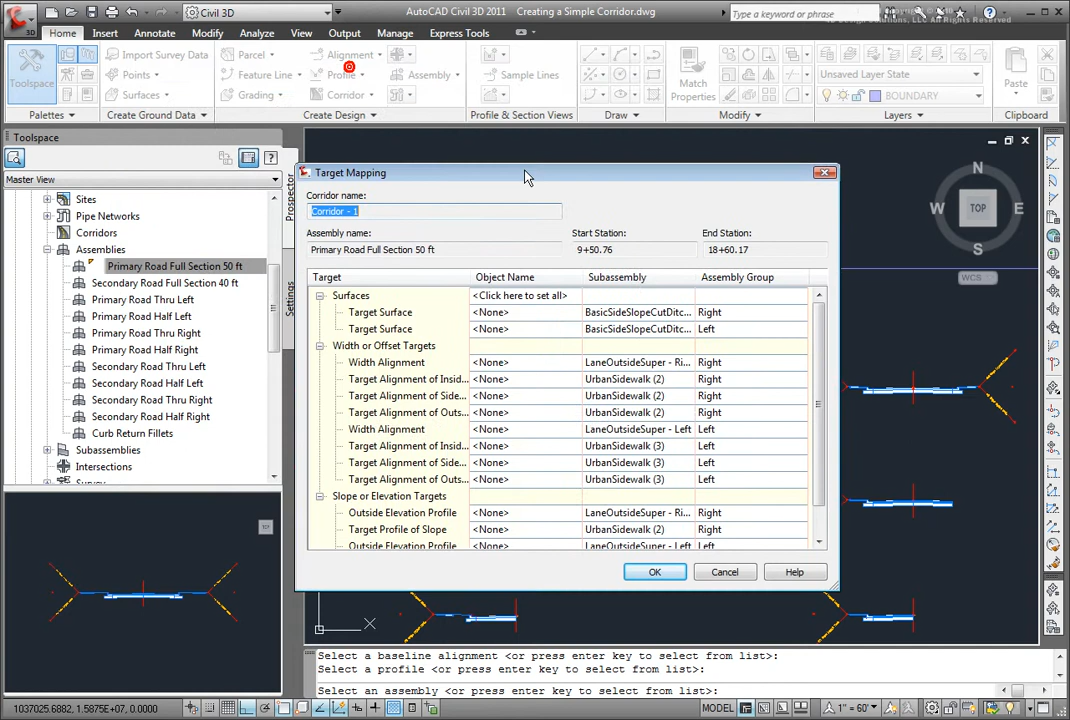 Civil 3D
AutoCAD Civil 3D 2011 Creating a Simple Corridor.dwg
Type a keyword or phrase
3D
Home Insert Annotate Modify Analyze View Output Manage Express Tools
Toolspace
Import Survey Data
Points
Surfaces
Parcel
Feature Line
Grading
Alignment
Profile
Corridor
Assembly
Sample Lines
Match
Properties
Unsaved Layer State
BOUNDARY
Paste
Palettes
Create Ground Data
Create Design
Profile & Section Views
Draw
Modify
Layers
Clipboard
Toolspace
Master View
Prospector
Settings
Sites
Pipe Networks
Corridors
Assemblies
Primary Road Full Section 50 ft
Secondary Road Full Section 40 ft
Primary Road Thru Left
Primary Road Half Left
Primary Road Thru Right
Primary Road Half Right
Secondary Road Thru Left
Secondary Road Half Left
Secondary Road Thru Right
Secondary Road Half Right
Curb Return Fillets
Subassemblies
Intersections
Survey
TOP
Target Mapping
Corridor name:
Corridor - 1
Assembly name: Start Station: End Station:
Primary Road Full Section 50 ft 9+50.76 18+60.17
Target Object Name Subassembly Assembly Group
Surfaces <Click here to set all>
Target Surface <None> BasicSideSlopeCutDitc... Right
Target Surface <None> BasicSideSlopeCutDitc... Left
Width or Offset Targets
Width Alignment <None> LaneOutsideSuper - Ri... Right
Target Alignment of Insid... <None> UrbanSidewalk (2) Right
Target Alignment of Side... <None> UrbanSidewalk (2) Right
Target Alignment of Outs... <None> UrbanSidewalk (2) Right
Width Alignment <None> LaneOutsideSuper - Left Left
Target Alignment of Insid... <None> UrbanSidewalk (3) Left
Target Alignment of Side... <None> UrbanSidewalk (3) Left
Target Alignment of Outs... <None> UrbanSidewalk (3) Left
Slope or Elevation Targets
Outside Elevation Profile <None> LaneOutsideSuper - Ri... Right
Target Profile of Slope <None> UrbanSidewalk (2) Right
Outside Elevation Profile <None> LaneOutsideSuper - Left Left
OK Cancel Help
N
W TOP E
S
WCS
X
Select a baseline alignment <or press enter key to select from list>:
Select a profile <or press enter key to select from list>:
Select an assembly <or press enter key to select from list>:
1037025.6882, 1.5875E+07, 0.0000
MODEL
1" = 60'